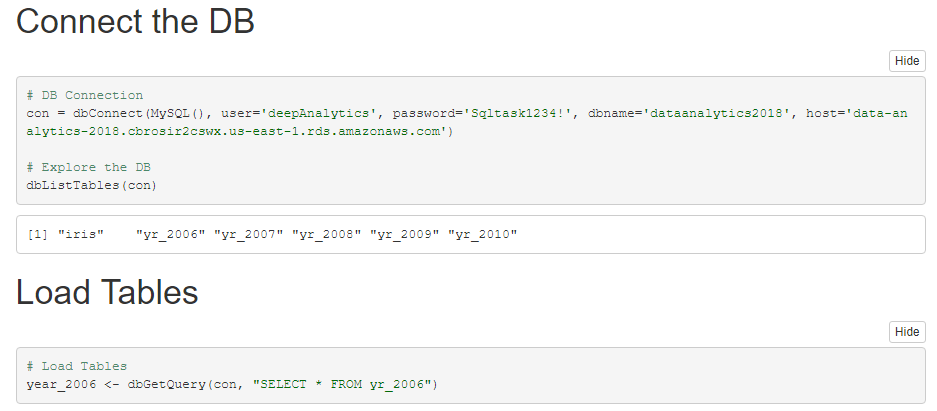 Connect the DB
Hide
# DB Connection
con = dbConnect(MySQL(), user='deepAnalytics', password='Sqltask1234!', dbname='dataanalytics2018', host='data-an
alytics-2018.cbrosir2cswx.us-east-1.rds.amazonaws.com')
# Explore the DB
dbListTables(con)
[1] "iris"    "yr_2006" "yr_2007" "yr_2008" "yr_2009" "yr_2010"
Load Tables
Hide
# Load Tables
year_2006 <- dbGetQuery(con, "SELECT * FROM yr_2006")